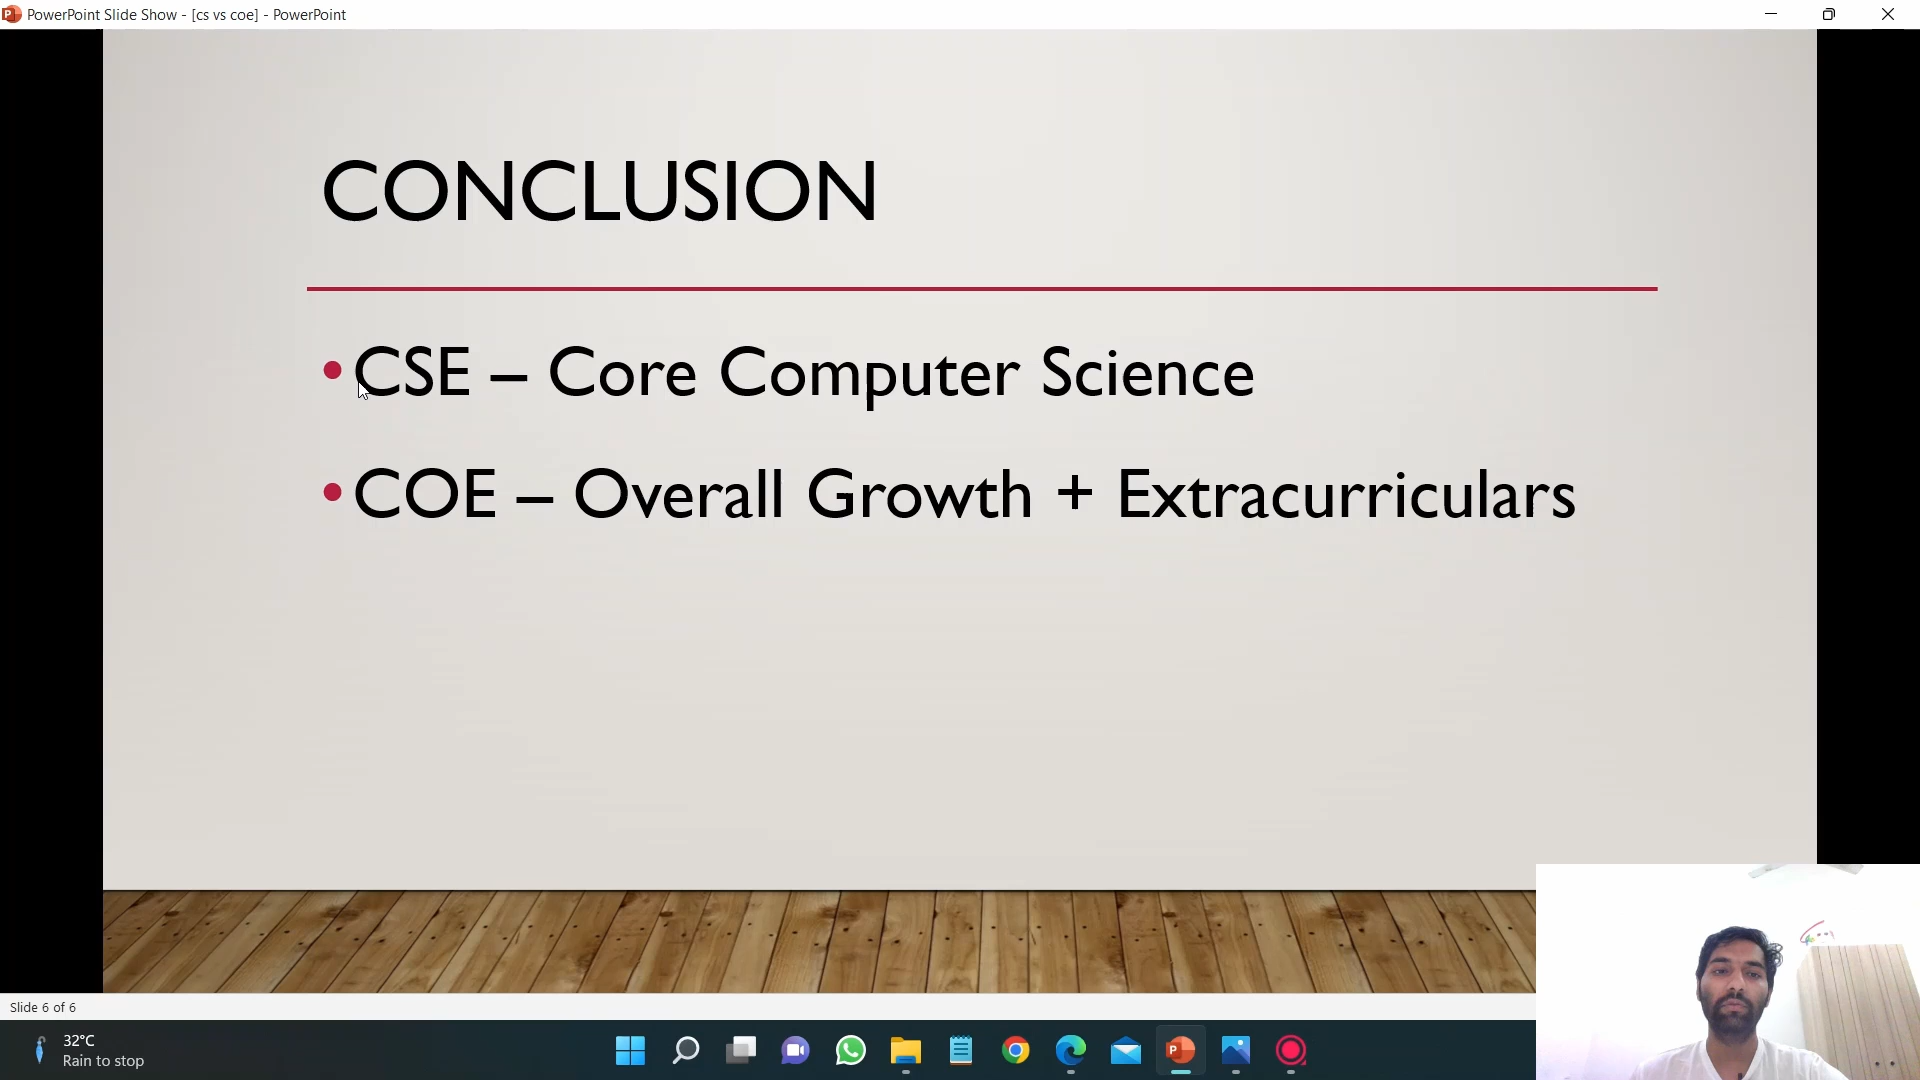 PowerPoint Slide Show - [cs vs coe] - PowerPoint
CONCLUSION
• CSE – Core Computer Science
• COE – Overall Growth + Extracurriculars
Slide 6 of 6
32°C
Rain to stop